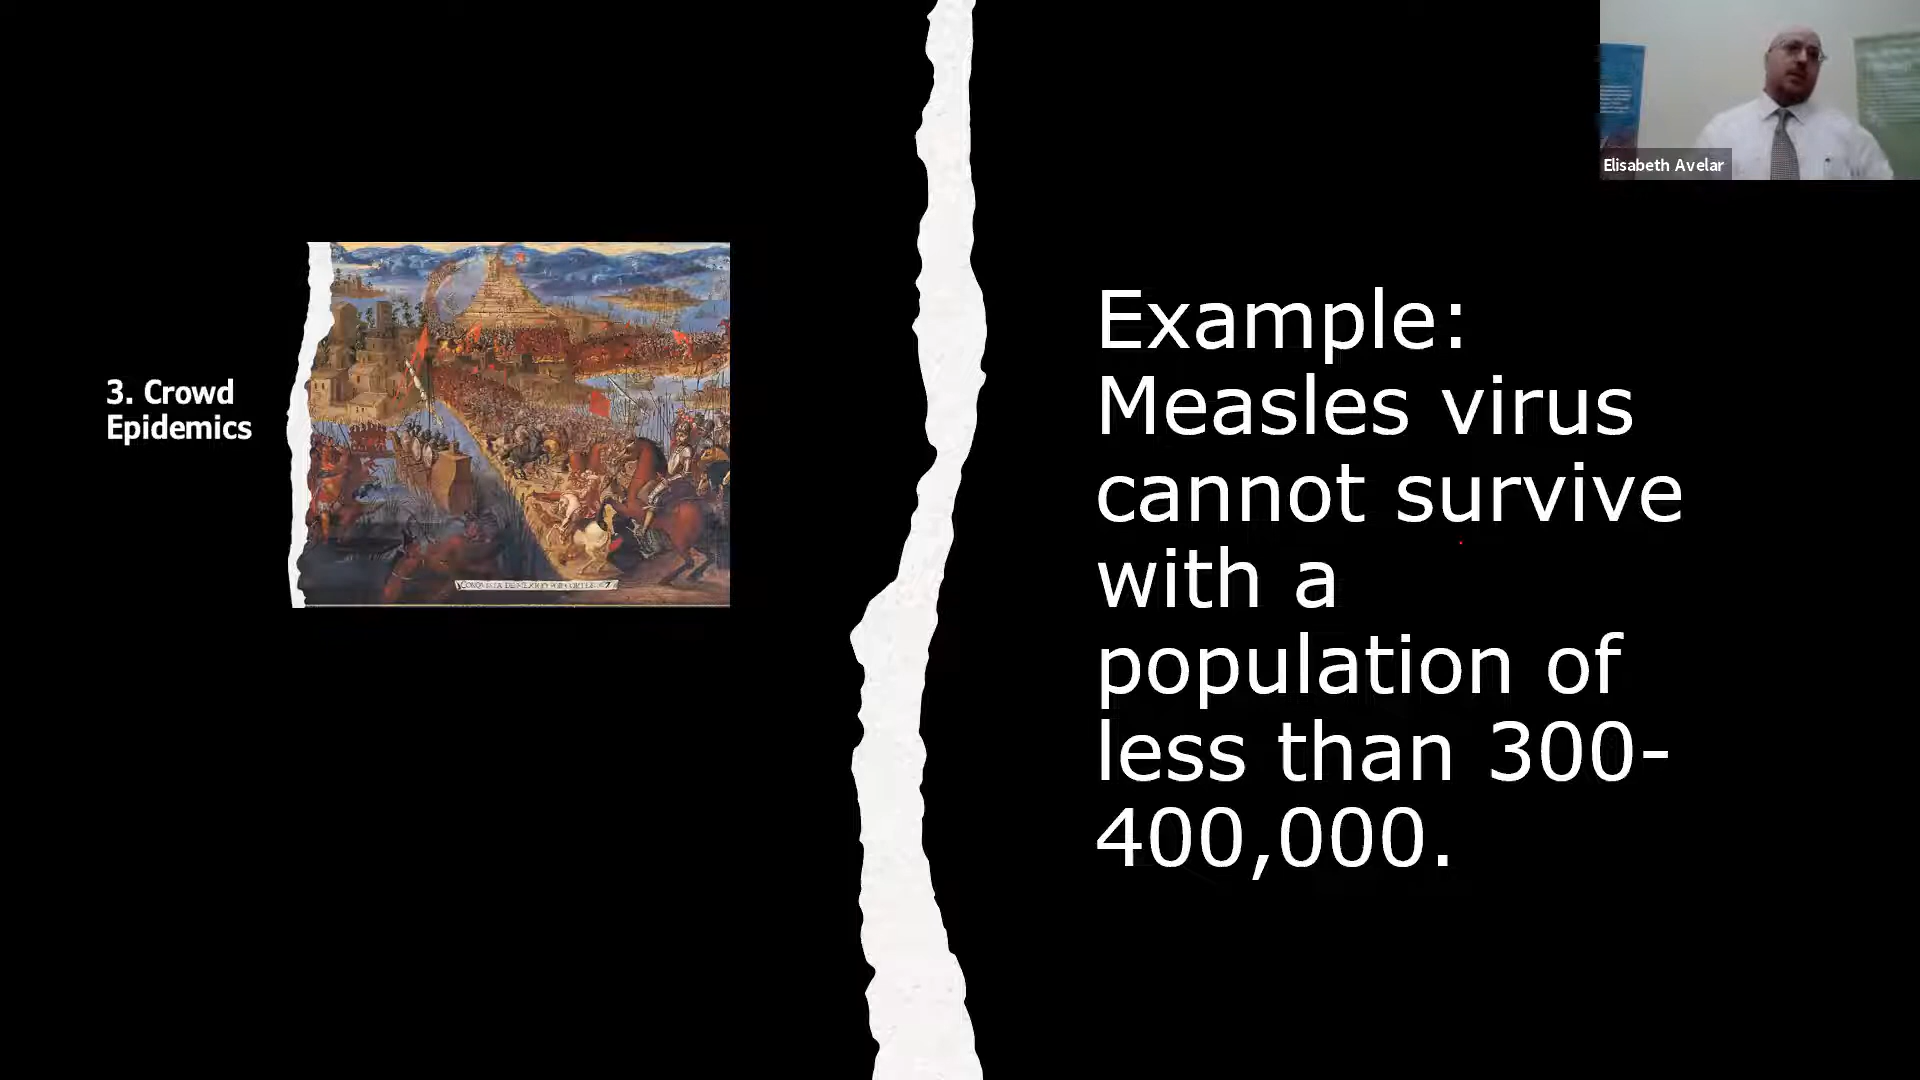 Elisabeth Avelar
3. Crowd
Epidemics
Example:
Measles virus
cannot survive
with a
population of
less than 300-
400,000.